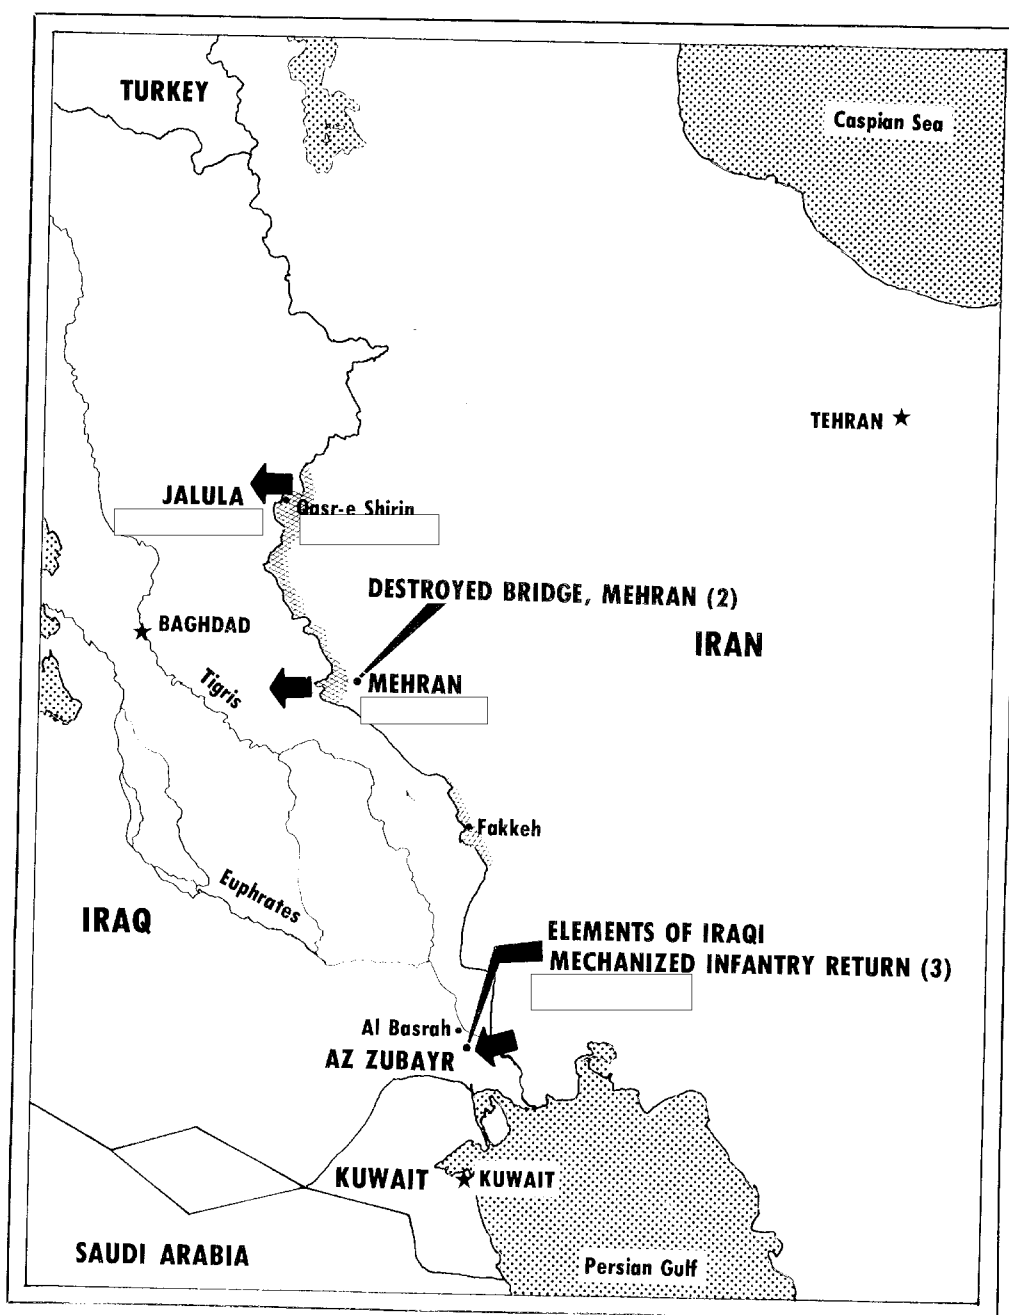 TURKEY
Caspian Sea
TEHRAN
JALULA
Qasr-e Shirin
DESTROYED BRIDGE, MEHRAN (2)
BAGHDAD
IRAN
Tigris
MEHRAN
Fakkeh
Euphrates
IRAQ
ELEMENTS OF IRAQI
MECHANIZED INFANTRY RETURN (3)
Al Basrah
AZ ZUBAYR
KUWAIT
KUWAIT
SAUDI ARABIA
Persian Gulf